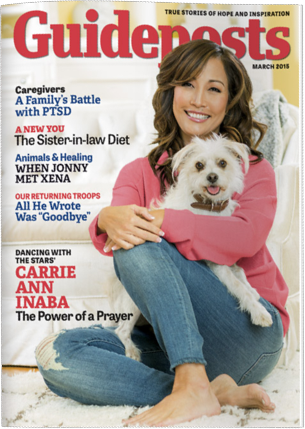 TRUE STORIES OF HOPE AND INSPIRATION
Guideposts
MARCH 2015
Caregivers
A Family's Battle
with PTSD
A NEW YOU
The Sister-in-law Diet
Animals & Healing
WHEN JONNY
MET XENA
OUR RETURNING TROOPS
All He Wrote
Was "Goodbye"
DANCING WITH
THE STARS'
CARRIE
ANN
INABA
The Power of a Prayer